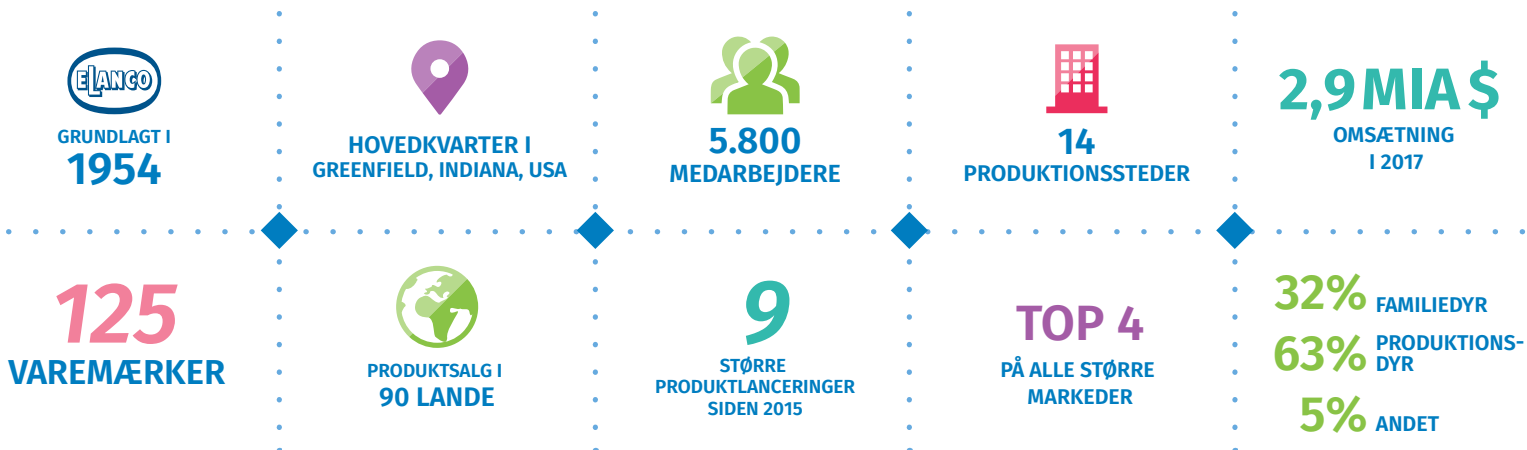 ELANCO
GRUNDLAGT I
1954
HOVEDKVARTER I
GREENFIELD, INDIANA, USA
5.800
MEDARBEJDERE
14
PRODUKTIONSSTEDER
2,9 MIA $
OMSÆTNING
I 2017
125
VAREMÆRKER
PRODUKTSALG I
90 LANDE
9
STØRRE
PRODUKTLANCERINGER
SIDEN 2015
TOP 4
PÅ ALLE STØRRE
MARKEDER
32% FAMILIEDYR
63% PRODUKTIONS-
DYR
5% ANDET